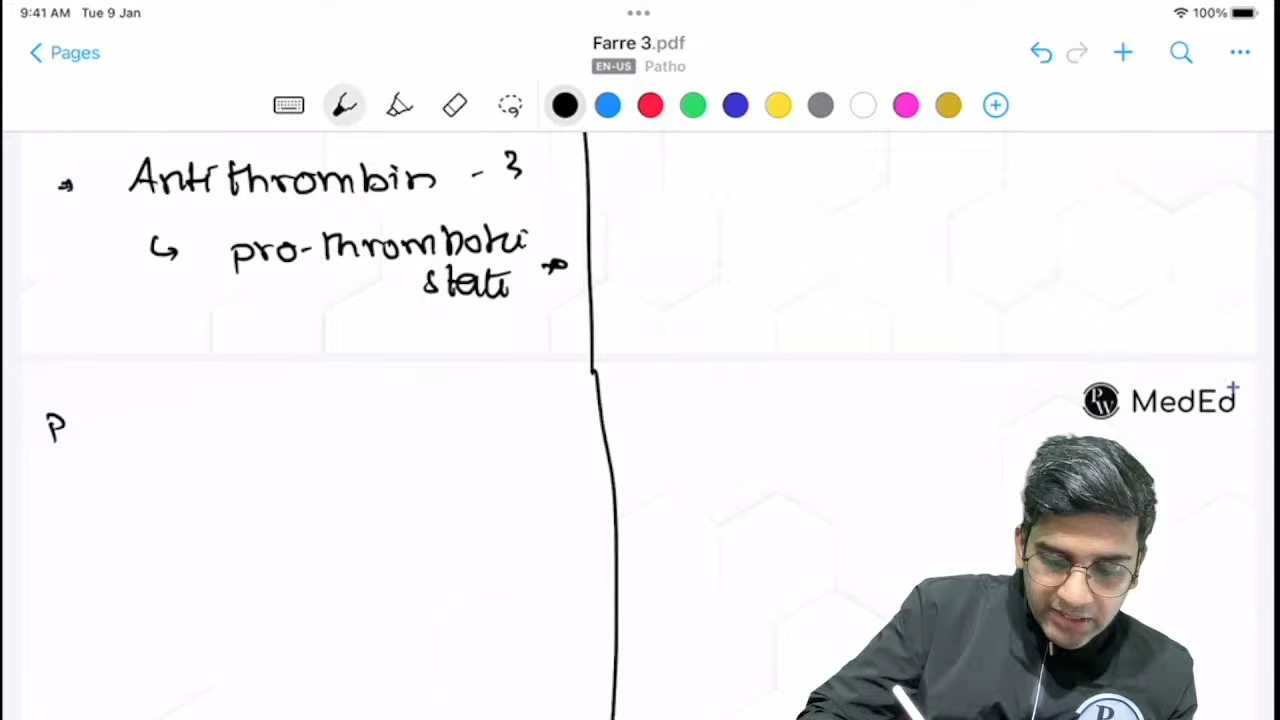 9:41 AM Tue 9 Jan
100%
Pages
Farre 3.pdf
EN-US Patho
→ Antithrombin - 3
↳ pro-thrombotic
state
P
PW MedEd+
P